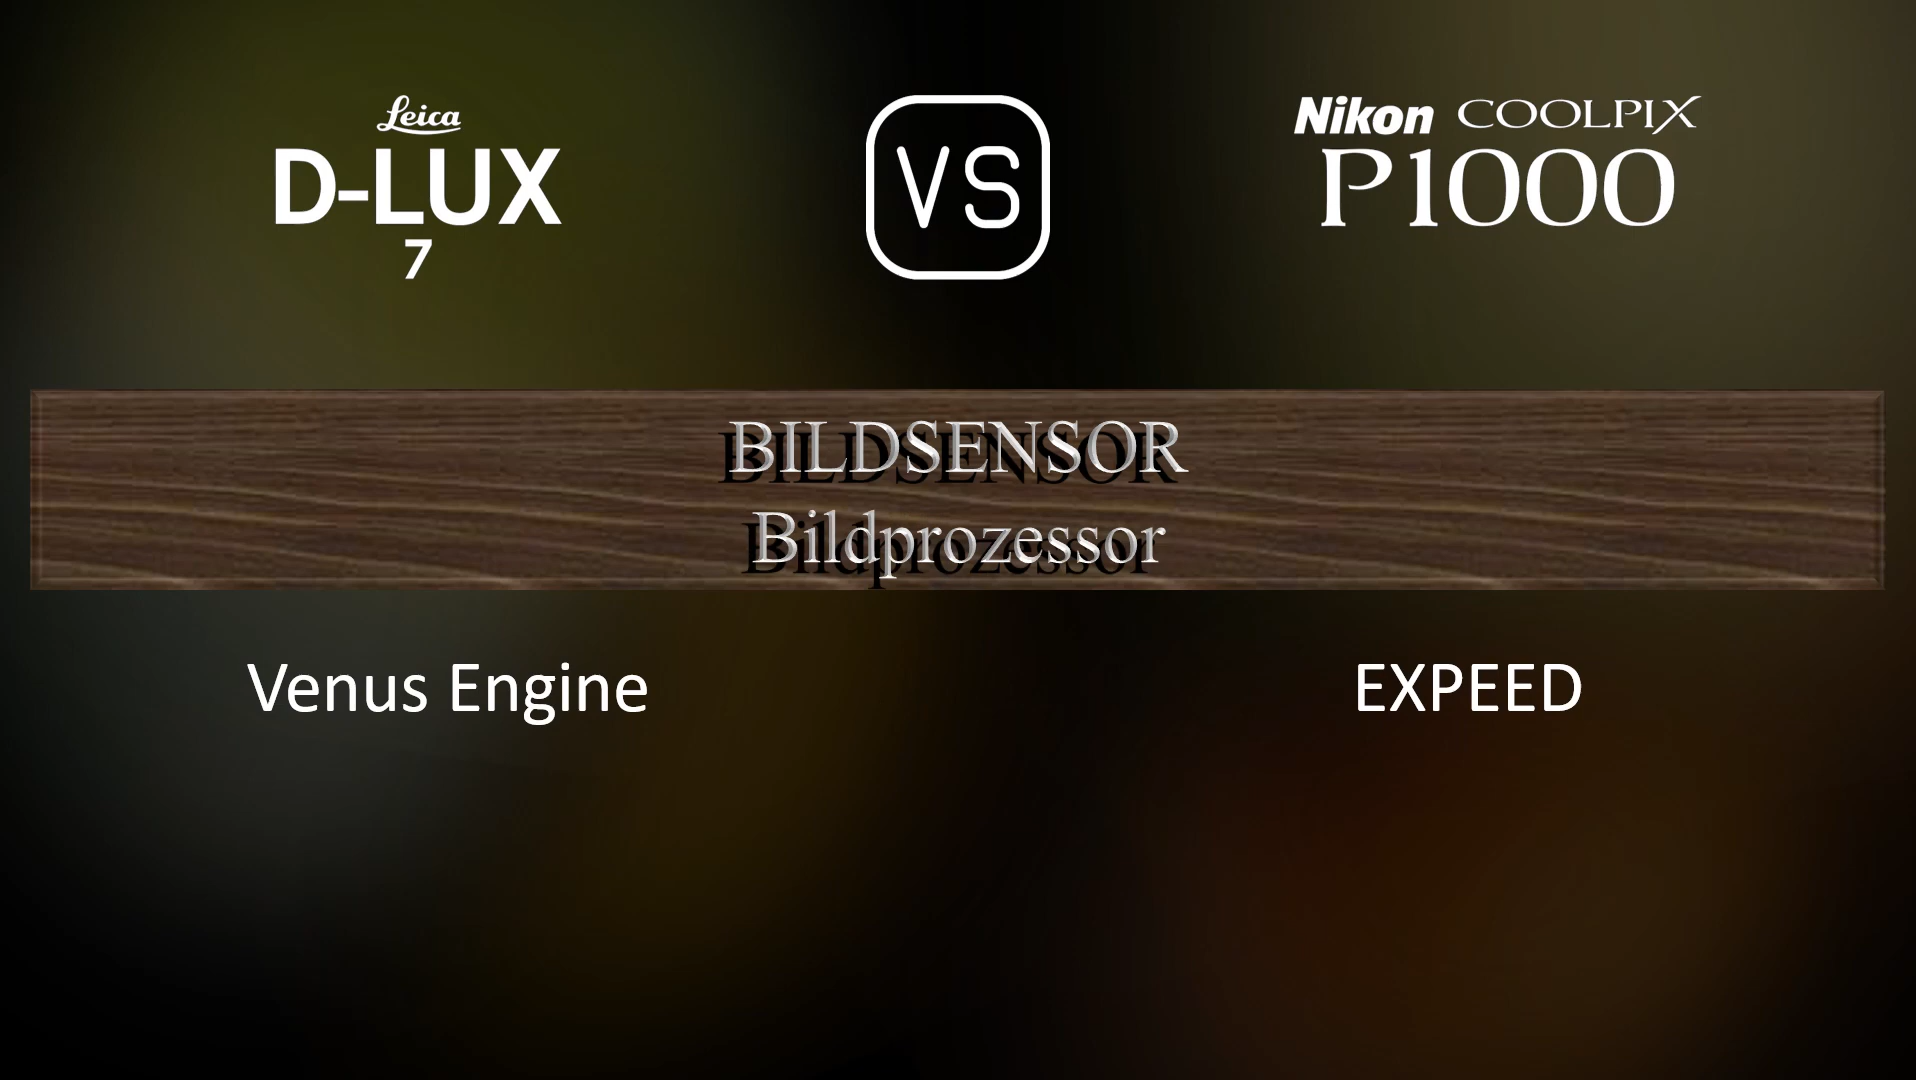 Leica
D-LUX
7
VS
Nikon COOLPIX
P1000
BILDSENSOR
Bildprozessor
Venus Engine
EXPEED